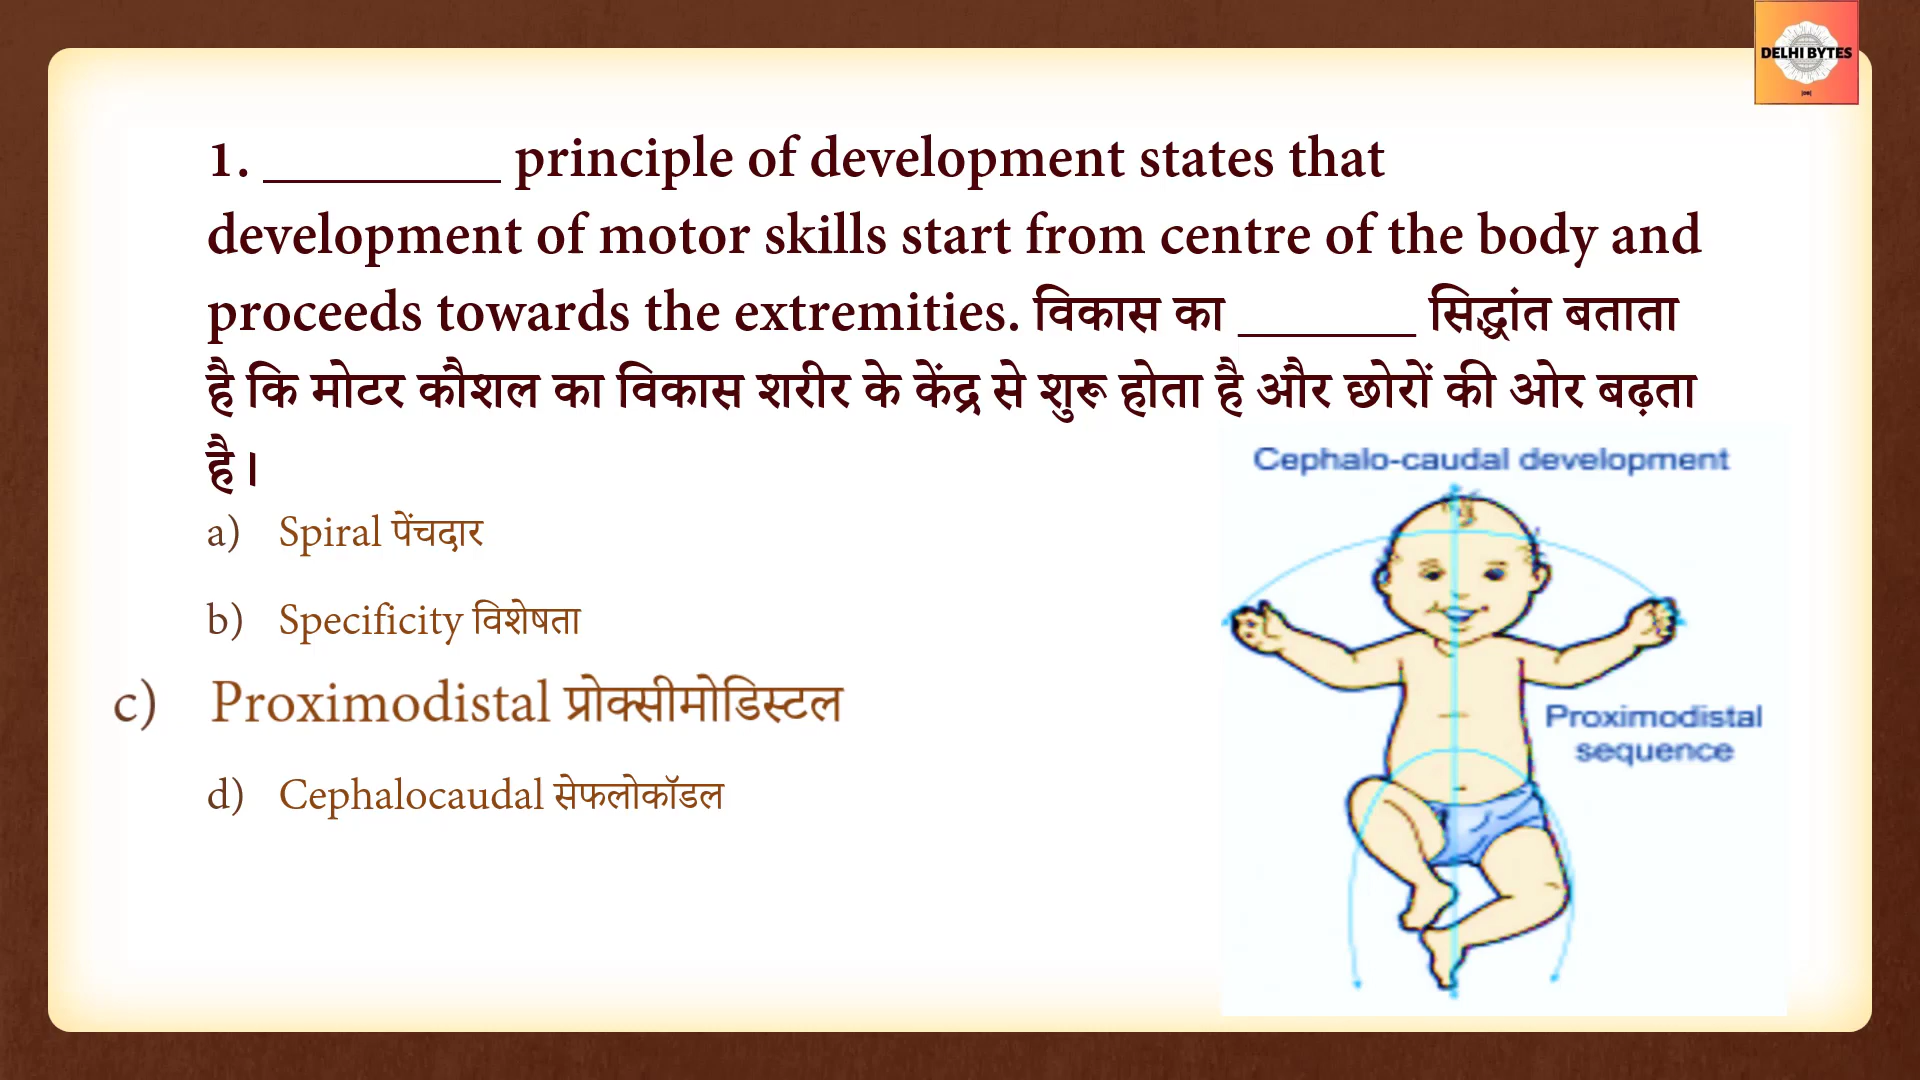 DELHI BYTES
1. ________ principle of development states that
development of motor skills start from centre of the body and
proceeds towards the extremities. विकास का ______ सिद्धांत बताता
है कि मोटर कौशल का विकास शरीर के केंद्र से शुरू होता है और छोरों की ओर बढ़ता
है।
Cephalo-caudal development
a) Spiral पेंचदार
b) Specificity विशेषता
c) Proximodistal प्रोक्सीमोडिस्टल
Proximodistal
sequence
d) Cephalocaudal सेफलोकॉडल